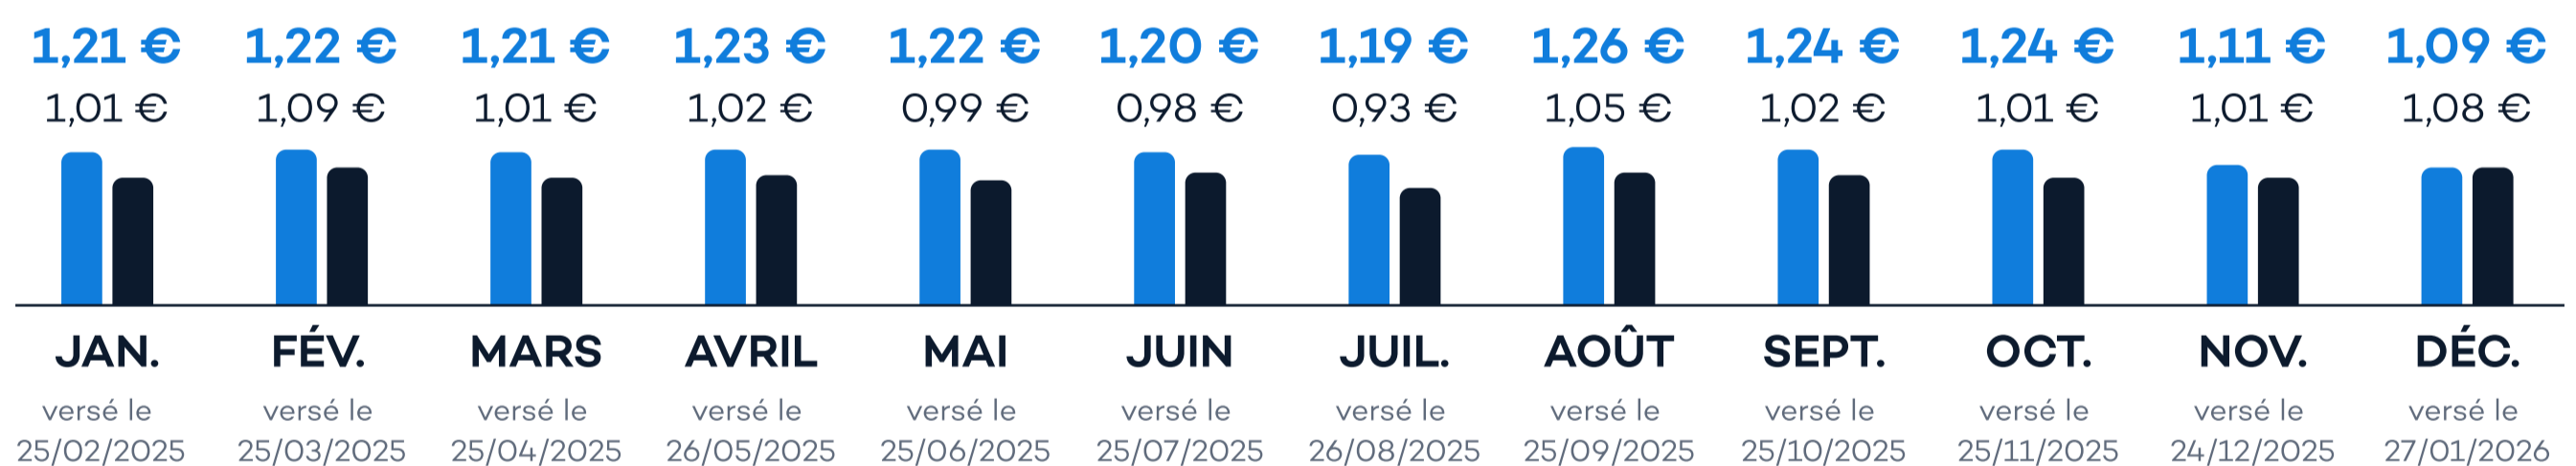 1,21 € 1,22 € 1,21 € 1,23 € 1,22 € 1,20 € 1,19 € 1,26 € 1,24 € 1,24 € 1,11 € 1,09 €
1,01 € 1,09 € 1,01 € 1,02 € 0,99 € 0,98 € 0,93 € 1,05 € 1,02 € 1,01 € 1,01 € 1,08 €
JAN. FÉV. MARS AVRIL MAI JUIN JUIL. AOÛT SEPT. OCT. NOV. DÉC.
versé le versé le versé le versé le versé le versé le versé le versé le versé le versé le versé le versé le
25/02/2025 25/03/2025 25/04/2025 26/05/2025 25/06/2025 25/07/2025 26/08/2025 25/09/2025 25/10/2025 25/11/2025 24/12/2025 27/01/2026